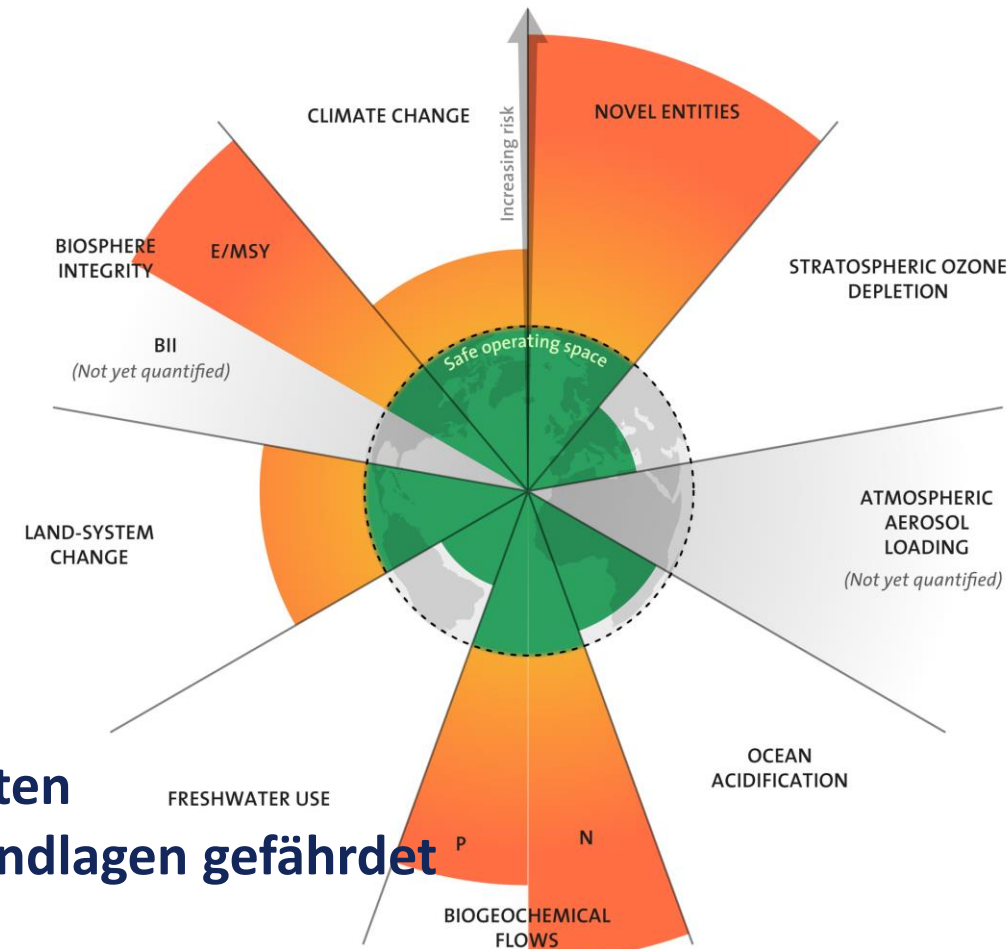 CLIMATE CHANGE
NOVEL ENTITIES
Increasing risk
BIOSPHERE
INTEGRITY
E/MSY
STRATOSPHERIC OZONE
DEPLETION
BII
(Not yet quantified)
Safe operating space
LAND-SYSTEM
CHANGE
ATMOSPHERIC
AEROSOL
LOADING
(Not yet quantified)
OCEAN
ACIDIFICATION
FRESHWATER USE
P
N
BIOGEOCHEMICAL
FLOWS
ten
ndlagen gefährdet